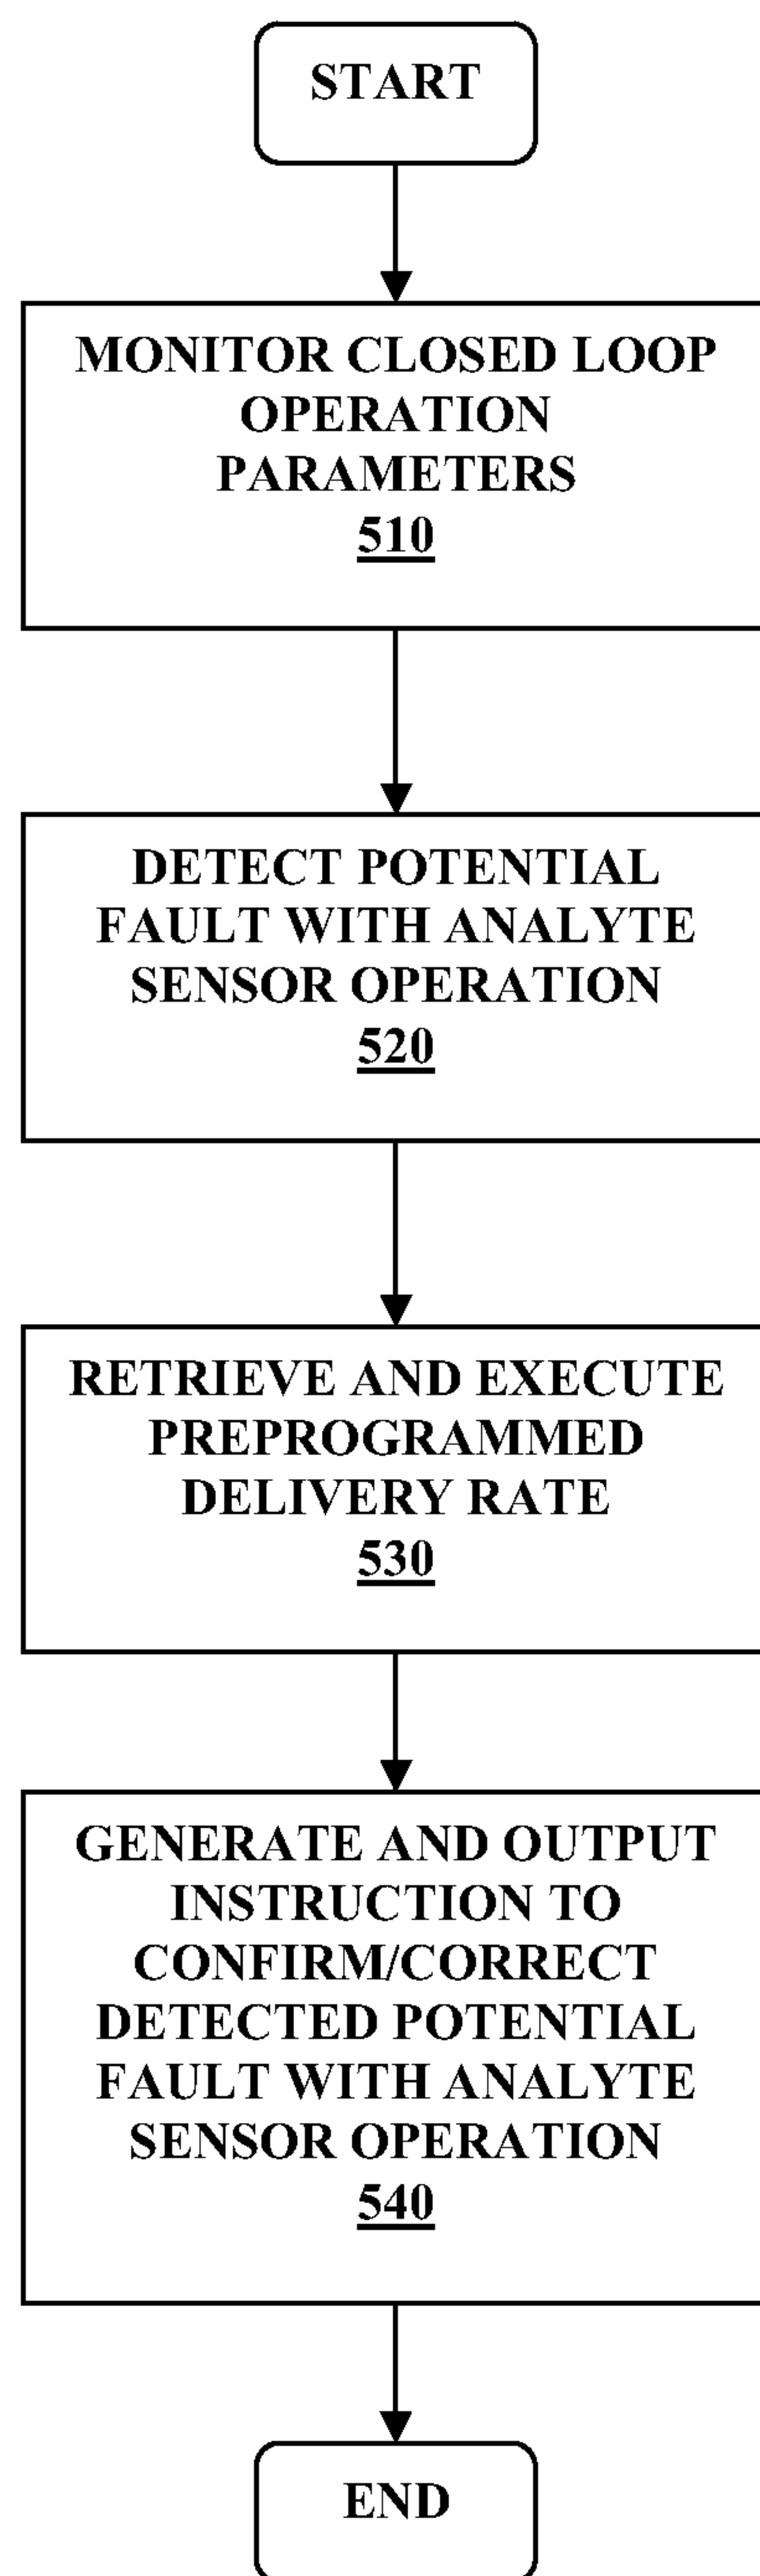 START
MONITOR CLOSED LOOP
OPERATION
PARAMETERS
510
DETECT POTENTIAL
FAULT WITH ANALYTE
SENSOR OPERATION
520
RETRIEVE AND EXECUTE
PREPROGRAMMED
DELIVERY RATE
530
GENERATE AND OUTPUT
INSTRUCTION TO
CONFIRM/CORRECT
DETECTED POTENTIAL
FAULT WITH ANALYTE
SENSOR OPERATION
540
END